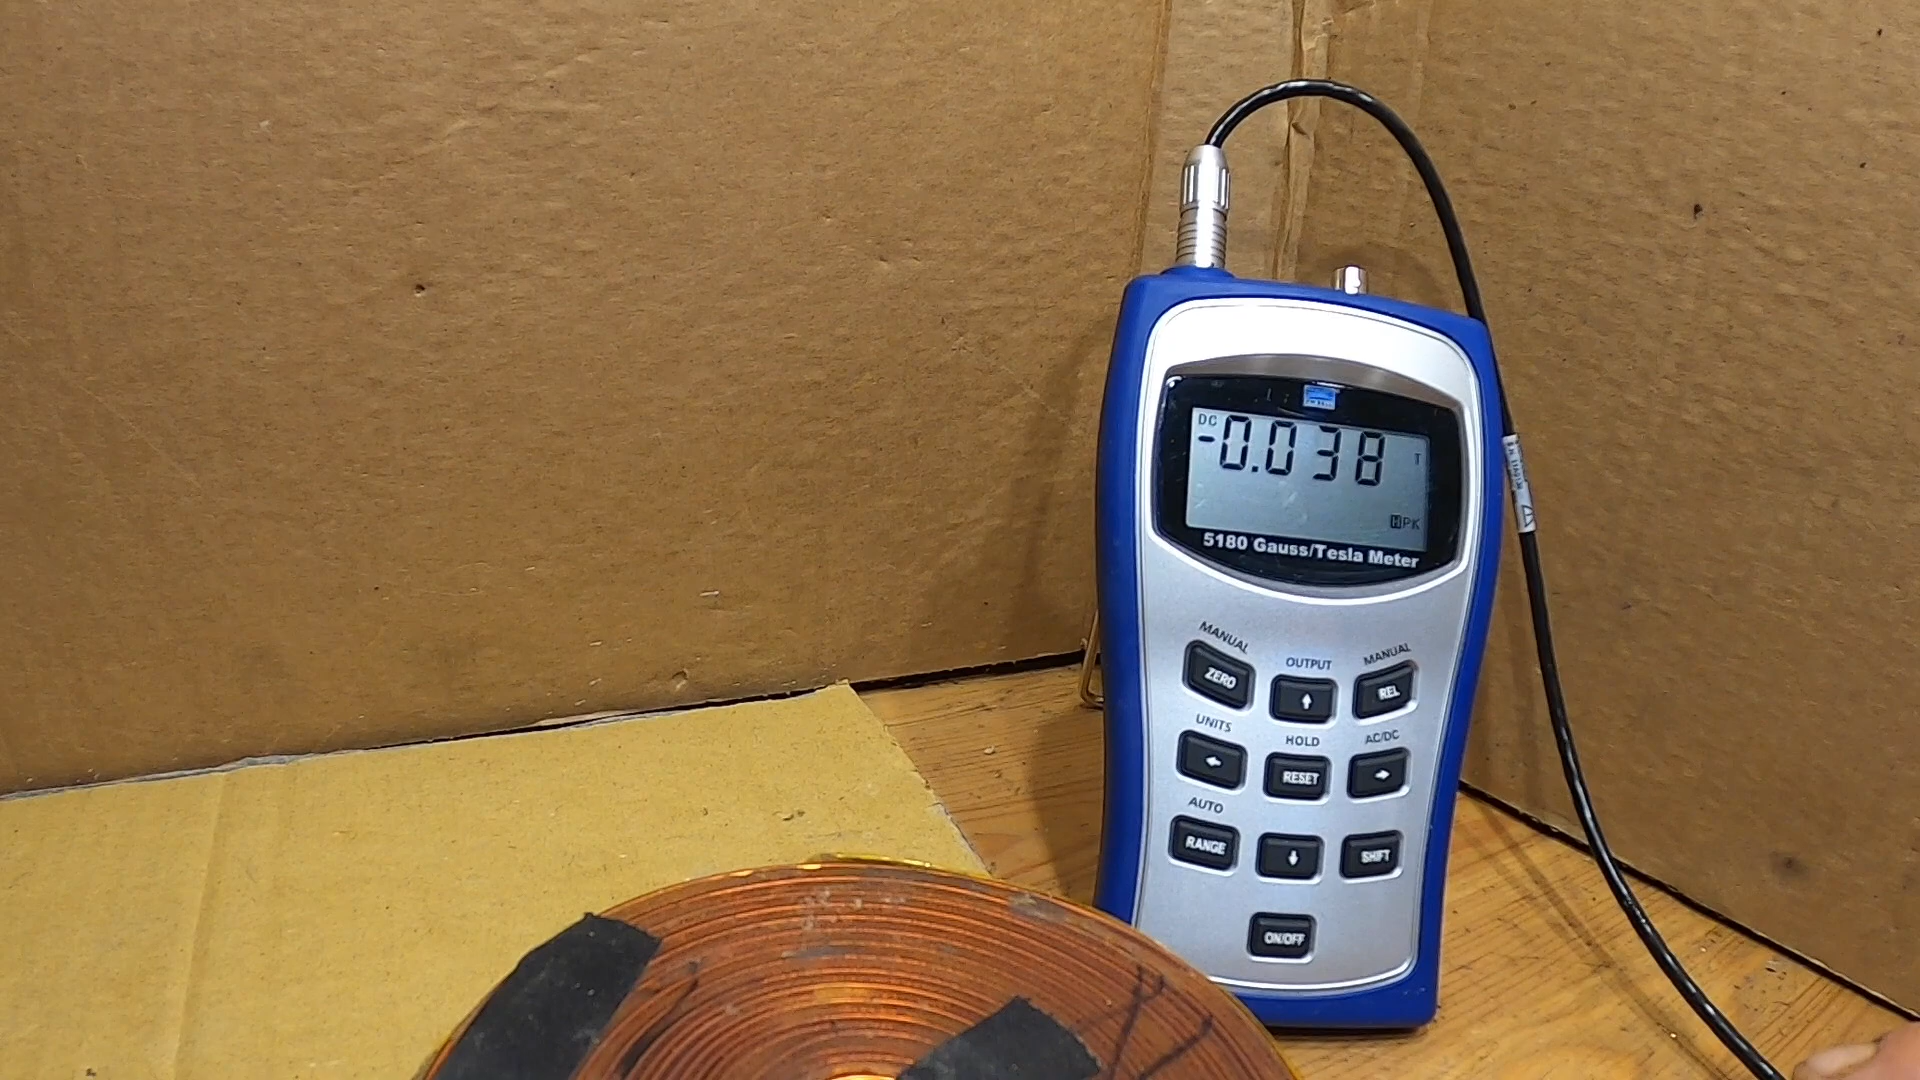 DC
-0.038 T
HPK
5180 Gauss/Tesla Meter
MANUAL OUTPUT MANUAL
ZERO REL
UNITS HOLD AC/DC
RESET
AUTO
RANGE SHIFT
ON/OFF